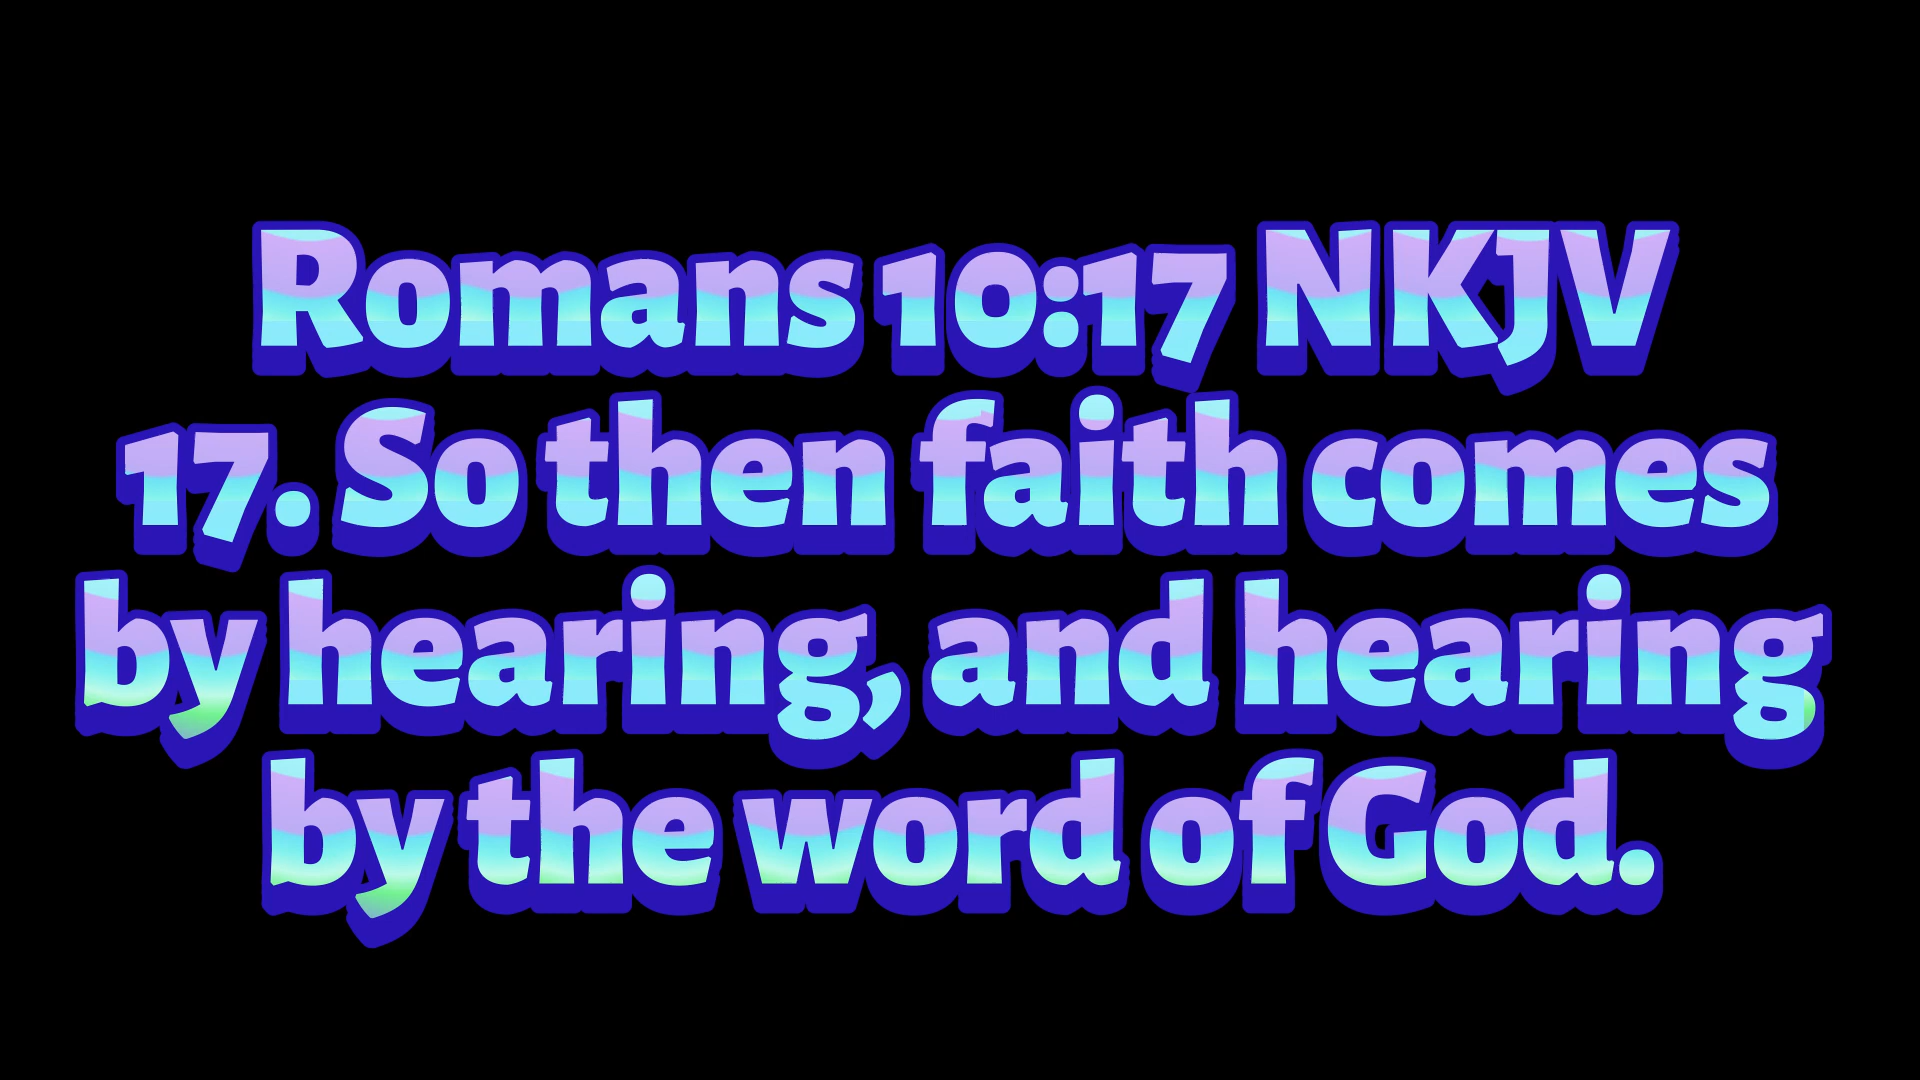 Romans 10:17 NKJV
17. So then faith comes
by hearing, and hearing
by the word of God.